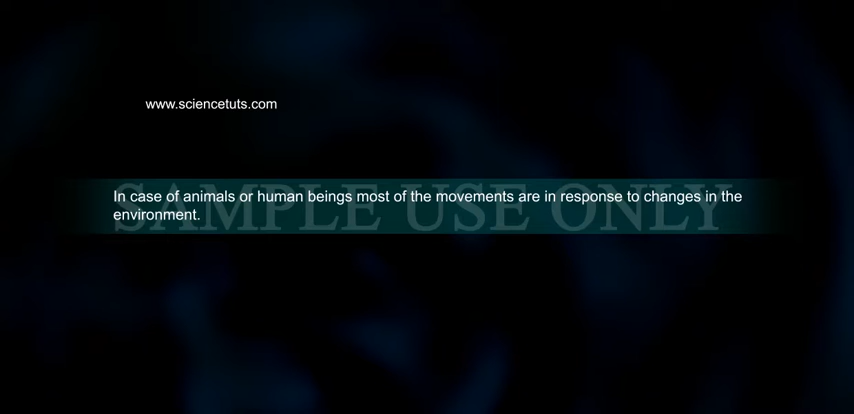 www.sciencetuts.com
SAMPLE USE ONLY
In case of animals or human beings most of the movements are in response to changes in the
environment.